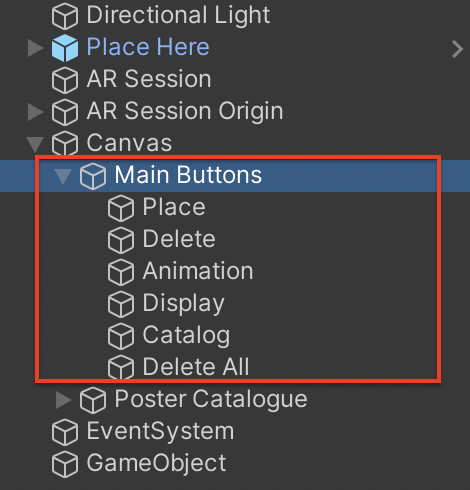 Directional Light
Place Here
AR Session
AR Session Origin
Canvas
Main Buttons
Place
Delete
Animation
Display
Catalog
Delete All
Poster Catalogue
EventSystem
GameObject